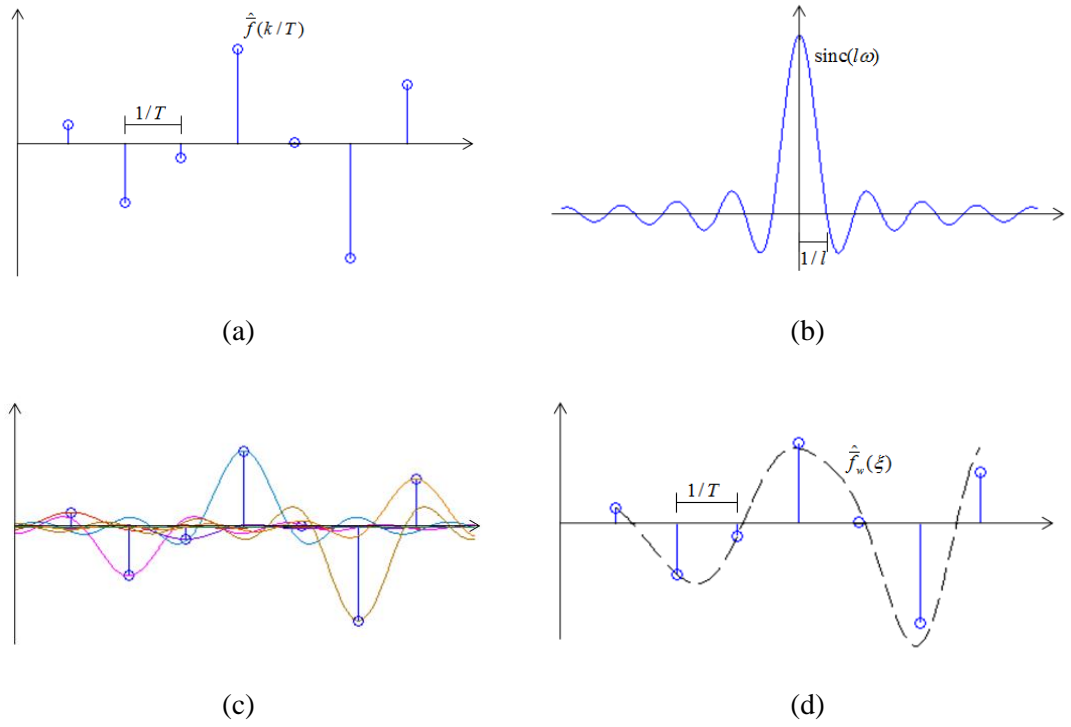 f̄̂(k/T)
1/T
sinc(lω)
1/l
(a)
(b)
f̄̂w(ξ)
1/T
(c)
(d)